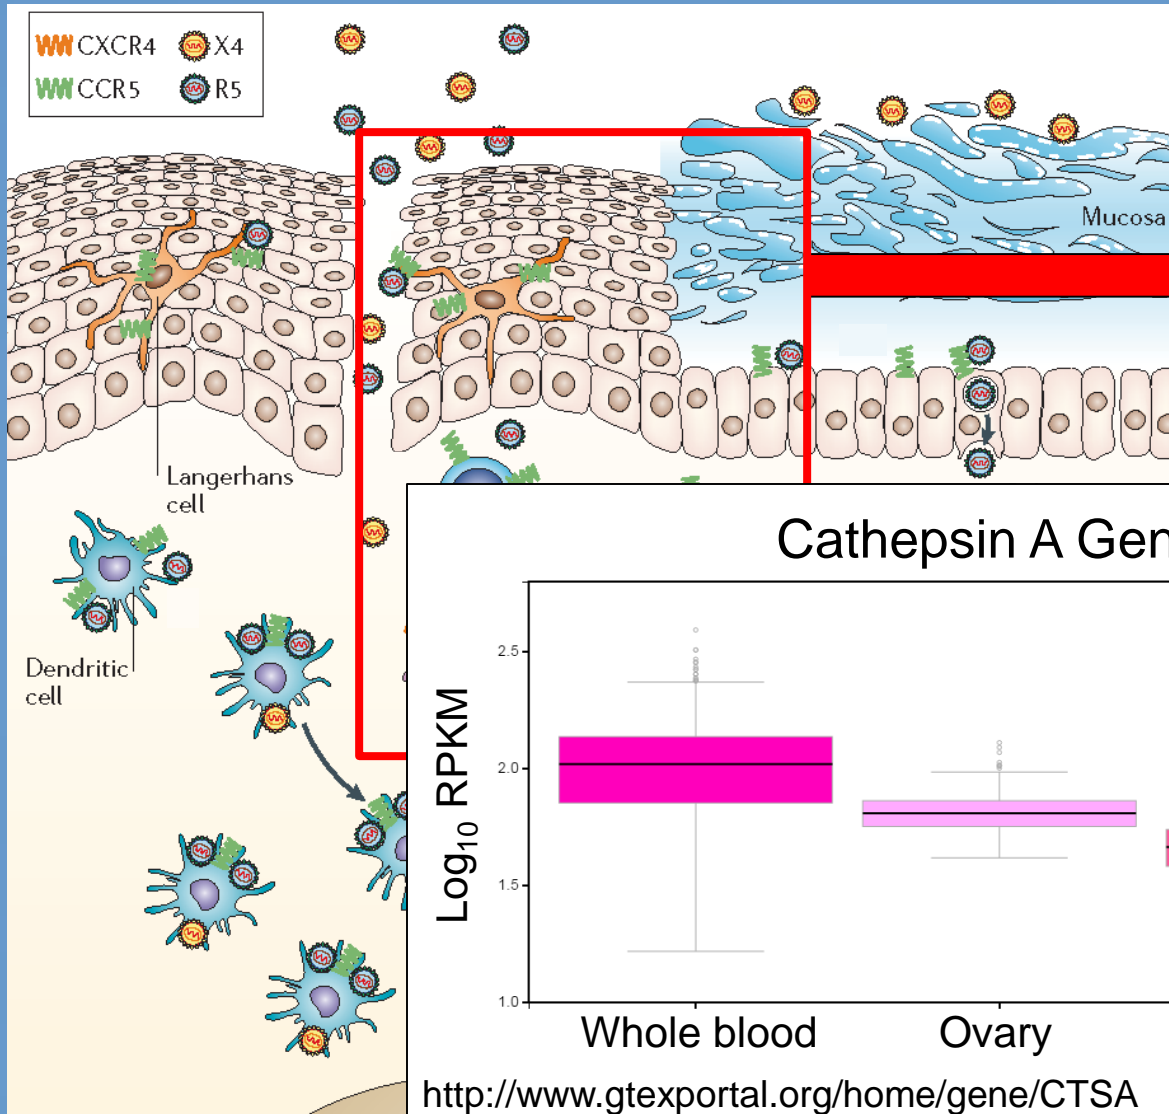 CXCR4 X4
CCR5 R5
Mucosa
Langerhans
cell
Dendritic
cell
Cathepsin A Gen
Log10 RPKM
2.5
2.0
1.5
1.0
Whole blood Ovary
http://www.gtexportal.org/home/gene/CTSA